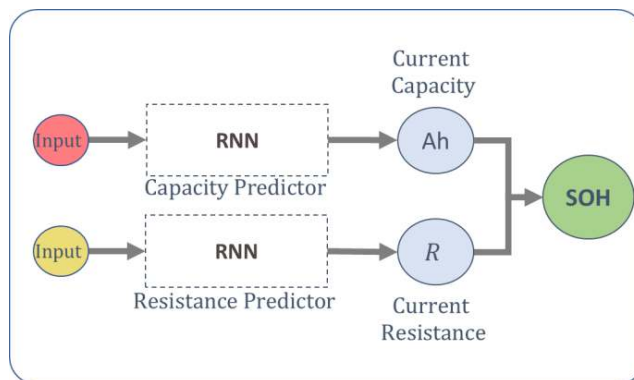 Current
Capacity
Input
RNN
Ah
Capacity Predictor
SOH
Input
RNN
R
Resistance Predictor
Current
Resistance